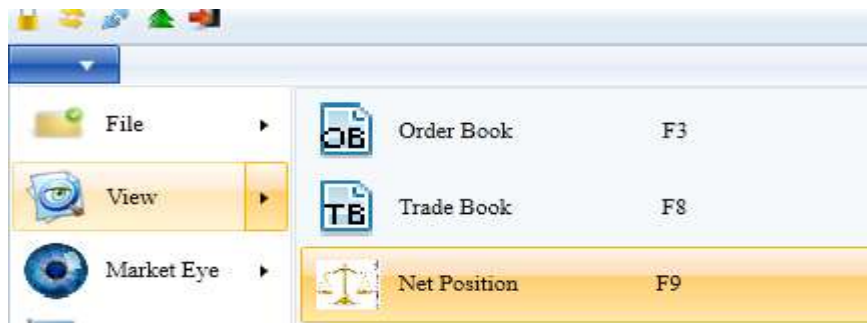 File
View
Market Eye
OB Order Book F3
TB Trade Book F8
Net Position F9